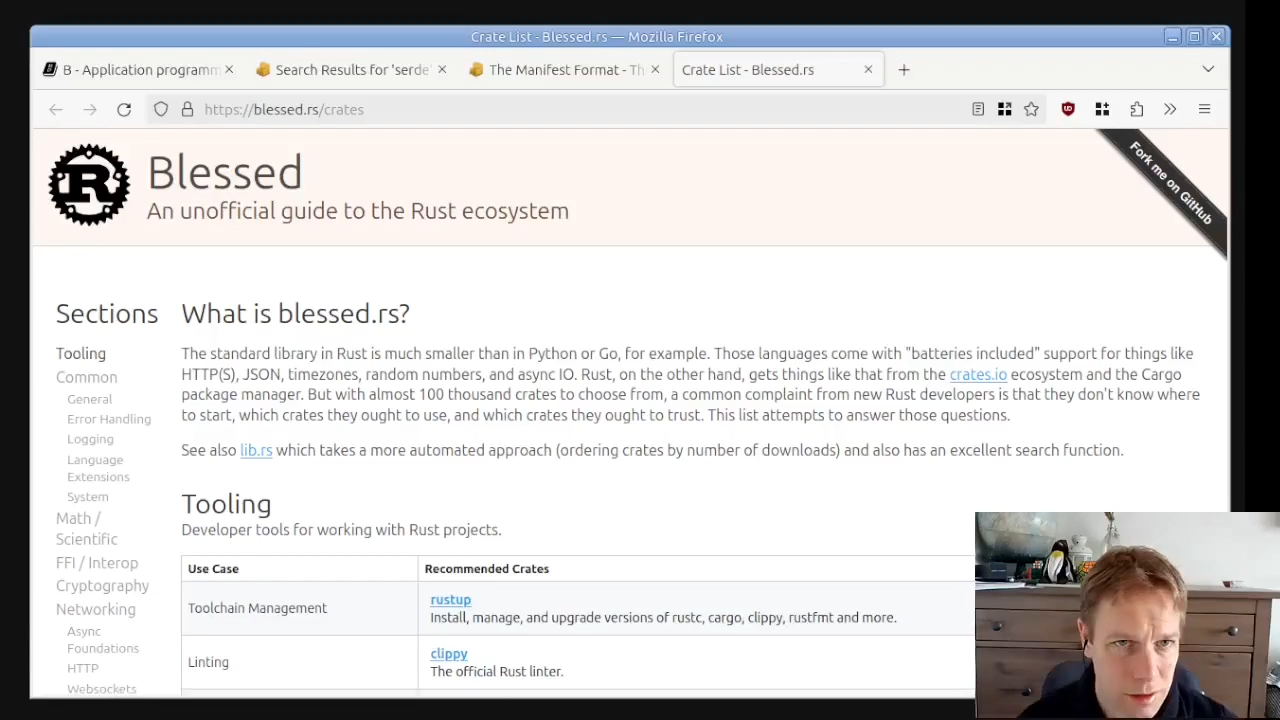 Crate List - Blessed.rs — Mozilla Firefox
B - Application programm
Search Results for 'serde'
The Manifest Format - Th
Crate List - Blessed.rs
https://blessed.rs/crates
Blessed
An unofficial guide to the Rust ecosystem
Fork me on GitHub
Sections
Tooling
Common
General
Error Handling
Logging
Language
Extensions
System
Math /
Scientific
FFI / Interop
Cryptography
Networking
Async
Foundations
HTTP
Websockets
What is blessed.rs?
The standard library in Rust is much smaller than in Python or Go, for example. Those languages come with "batteries included" support for things like
HTTP(S), JSON, timezones, random numbers, and async IO. Rust, on the other hand, gets things like that from the crates.io ecosystem and the Cargo
package manager. But with almost 100 thousand crates to choose from, a common complaint from new Rust developers is that they don't know where
to start, which crates they ought to use, and which crates they ought to trust. This list attempts to answer those questions.
See also lib.rs which takes a more automated approach (ordering crates by number of downloads) and also has an excellent search function.
Tooling
Developer tools for working with Rust projects.
Use Case
Recommended Crates
Toolchain Management
rustup
Install, manage, and upgrade versions of rustc, cargo, clippy, rustfmt and more.
Linting
clippy
The official Rust linter.